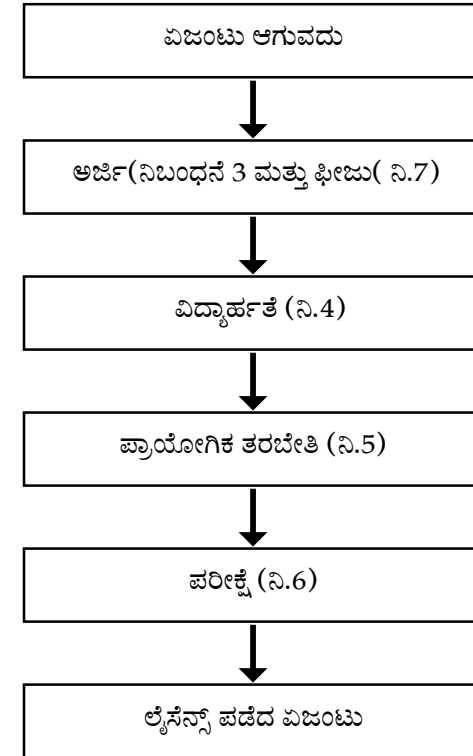 ಏಜಂಟು ಆಗುವದು
ಅರ್ಜಿ(ನಿಬಂಧನೆ 3 ಮತ್ತು ಫೀಜು( ನಿ.7)
ವಿದ್ಯಾರ್ಹತೆ (ನಿ.4)
ಪ್ರಾಯೋಗಿಕ ತರಬೇತಿ (ನಿ.5)
ಪರೀಕ್ಷೆ (ನಿ.6)
ಲೈಸೆನ್ಸ್ ಪಡೆದ ಏಜಂಟು